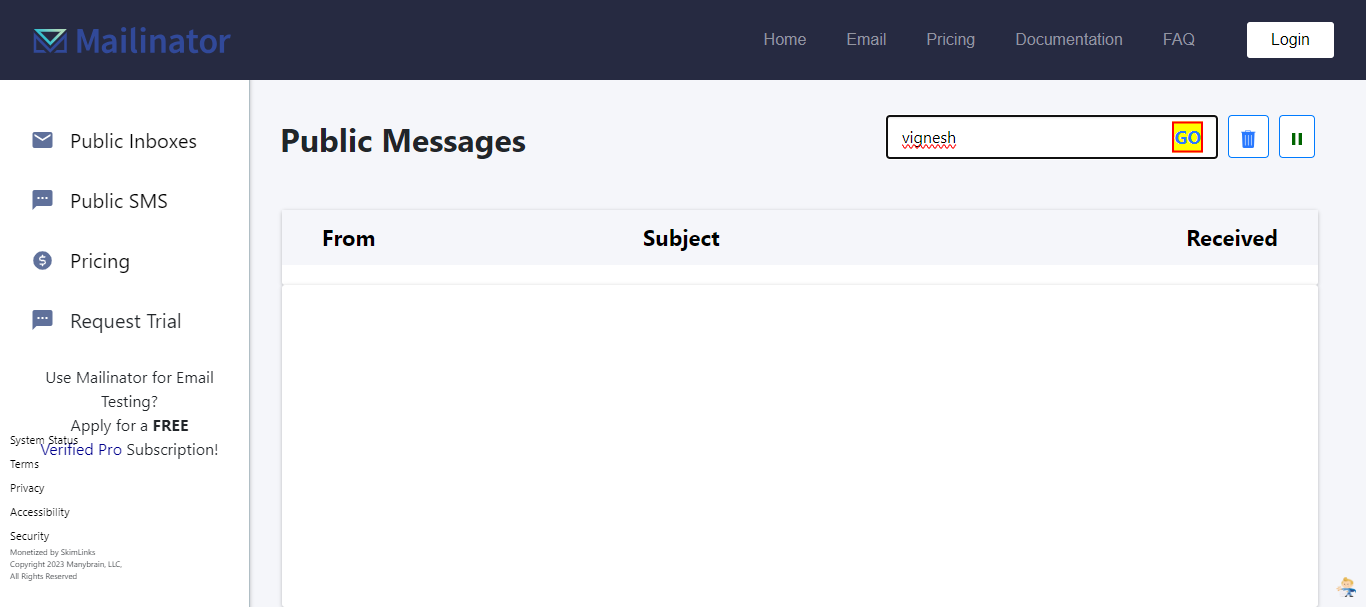 Mailinator
Home Email Pricing Documentation FAQ Login
Public Inboxes
Public SMS
Pricing
Request Trial
Use Mailinator for Email
Testing?
Apply for a FREE
Verified Pro Subscription!
System Status
Terms
Privacy
Accessibility
Security
Monetized by SkimLinks
Copyright 2023 Manybrain, LLC,
All Rights Reserved
Public Messages
vignesh GO
From Subject Received